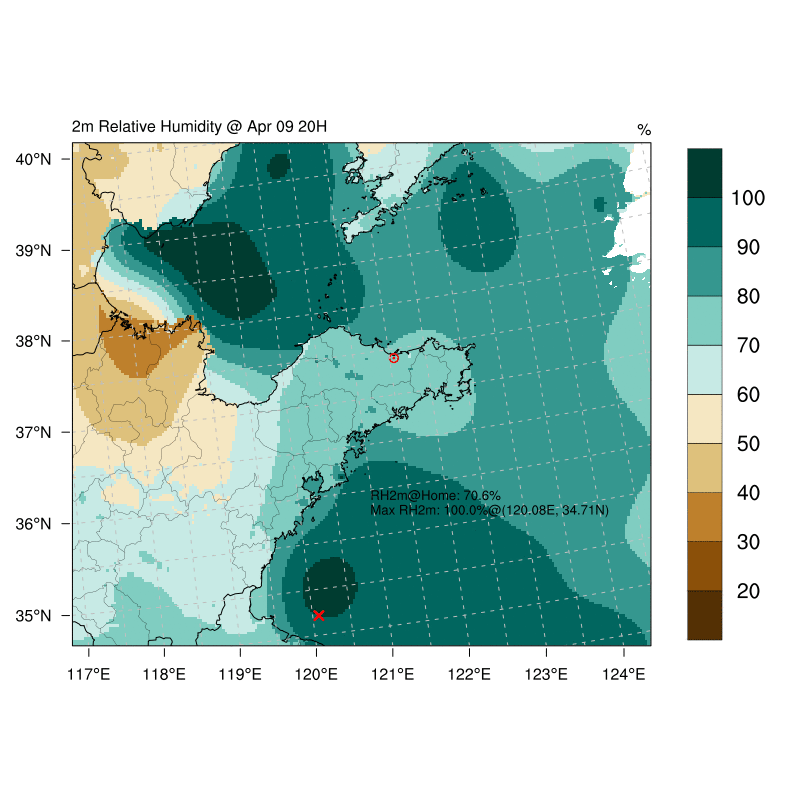 2m Relative Humidity @ Apr 09 20H
%
40°N
39°N
38°N
37°N
36°N
35°N
117°E
118°E
119°E
120°E
121°E
122°E
123°E
124°E
RH2m@Home: 70.6%
Max RH2m: 100.0%@(120.08E, 34.71N)
100
90
80
70
60
50
40
30
20